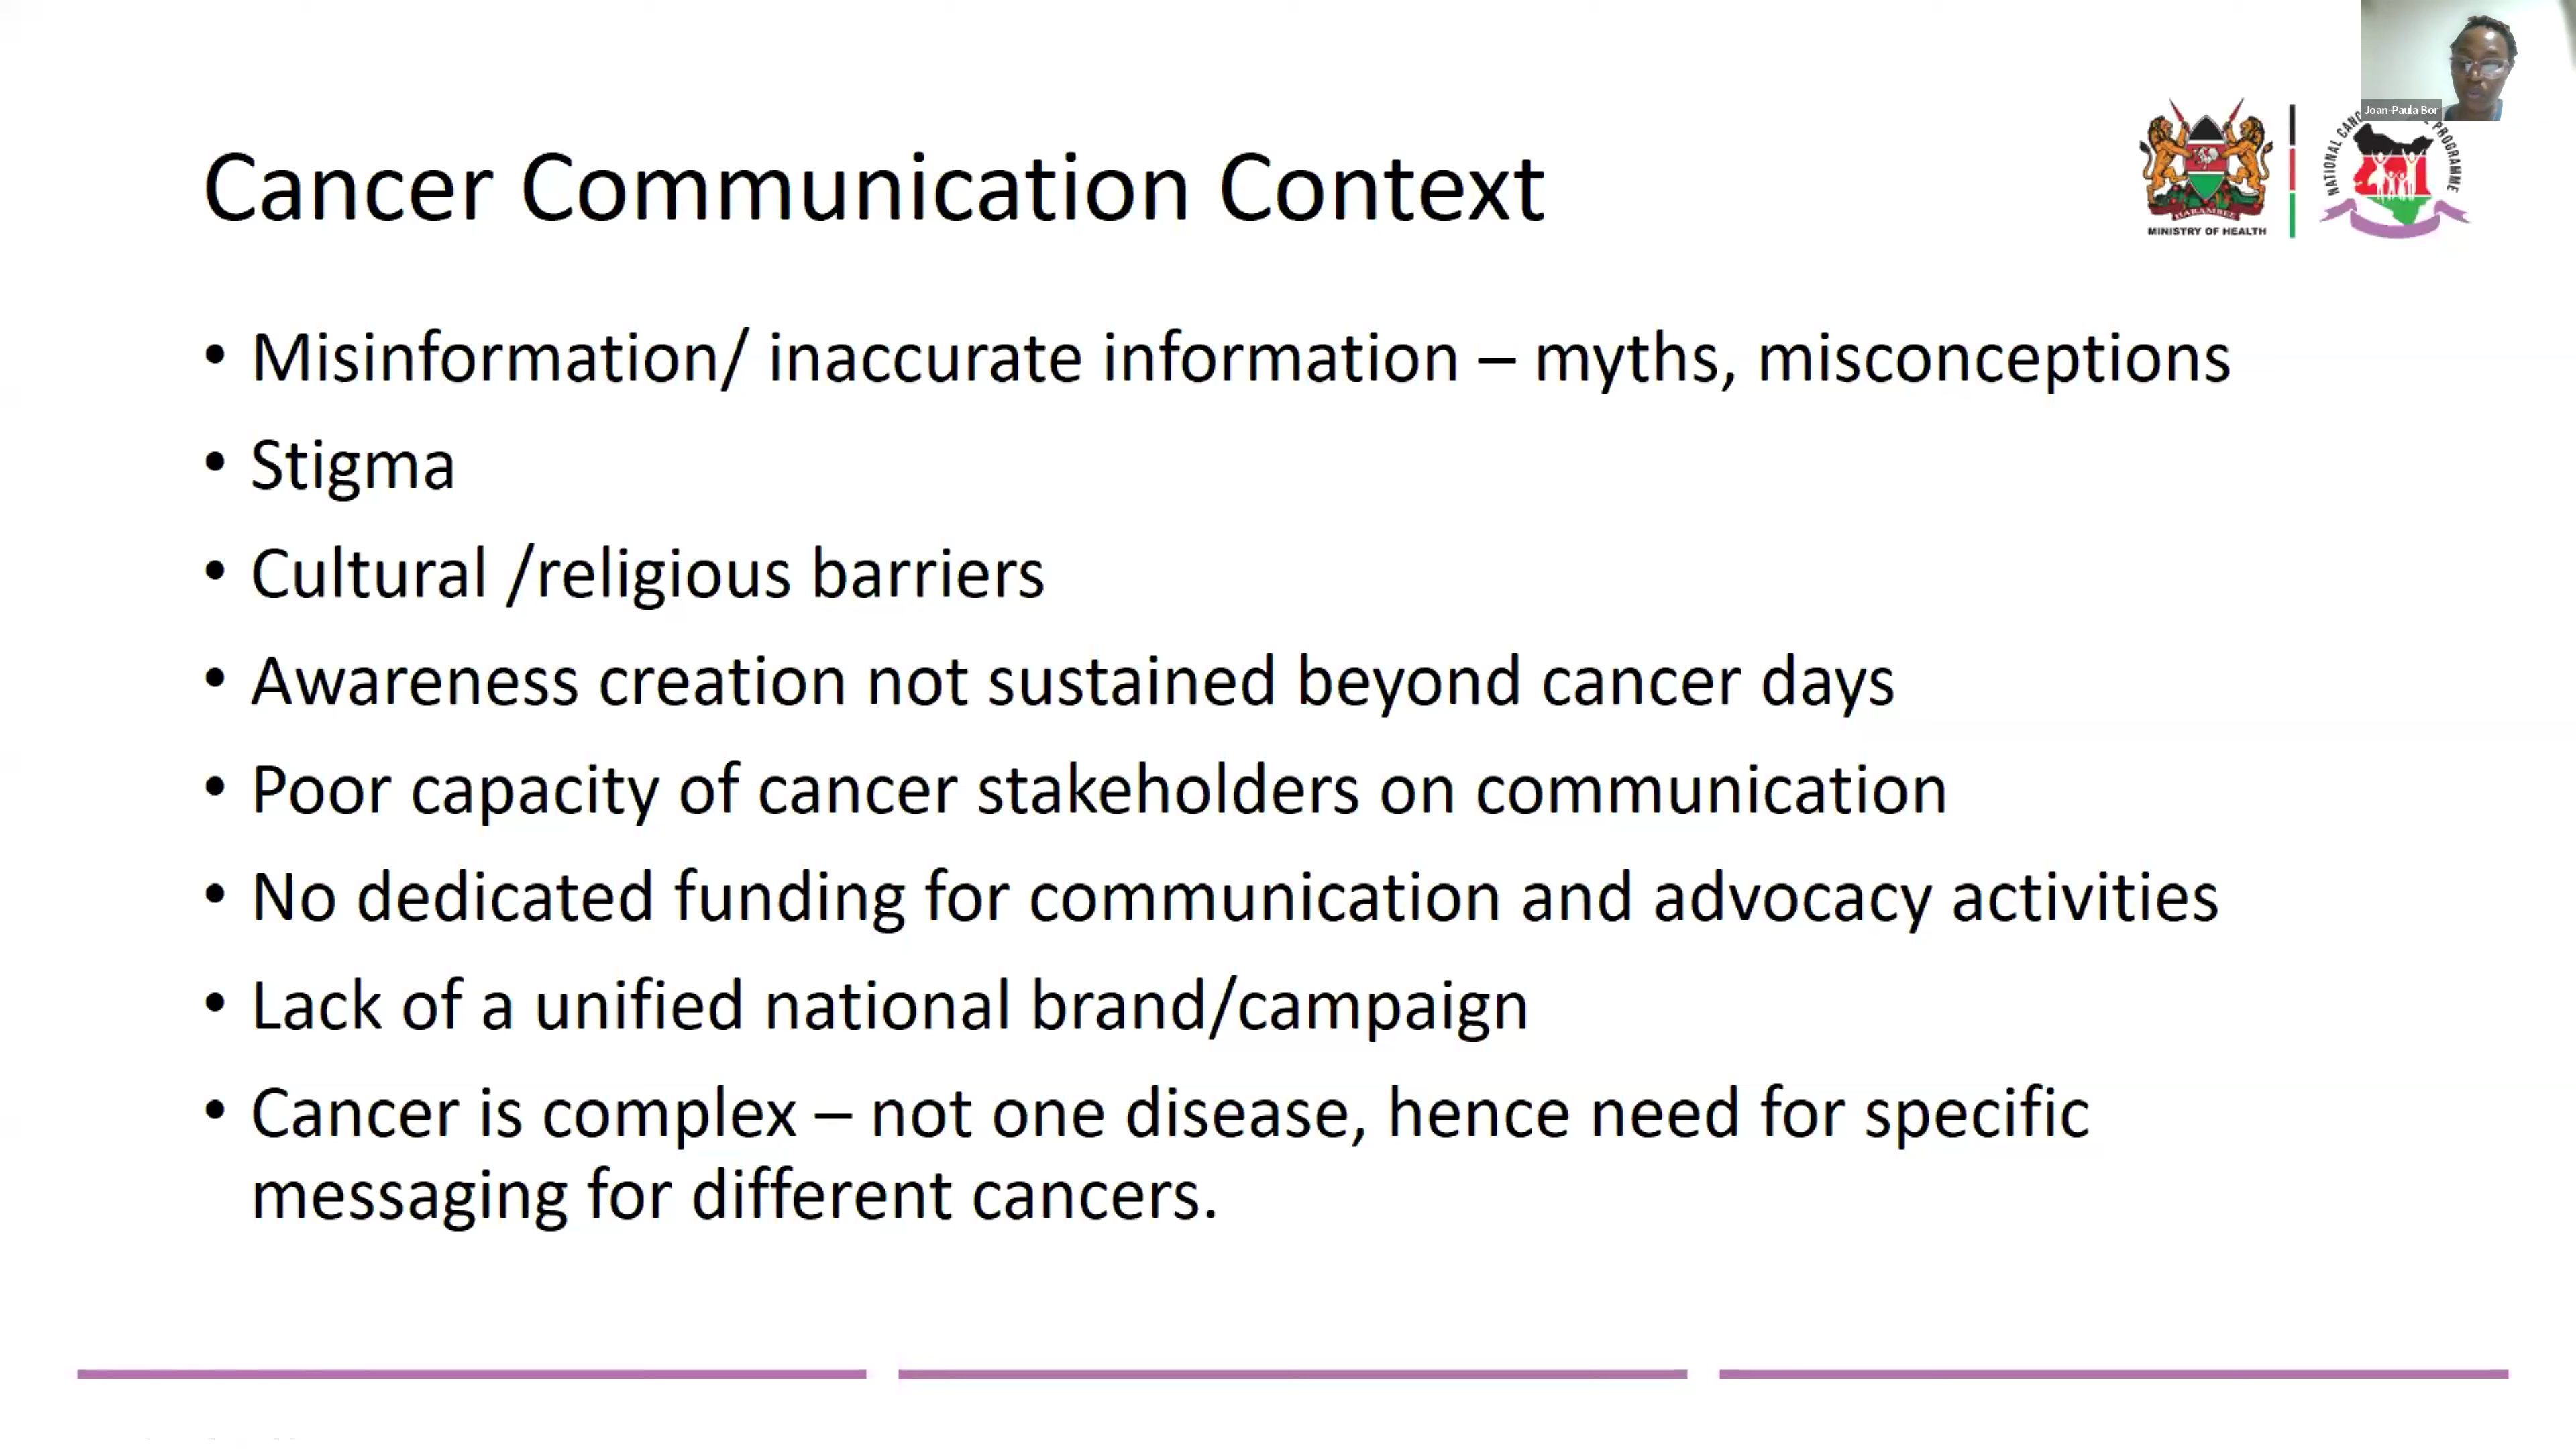 Joan-Paula Bor
Cancer Communication Context
HARAMBEE
MINISTRY OF HEALTH
NATIONAL PROGRAMME
• Misinformation/ inaccurate information – myths, misconceptions
• Stigma
• Cultural /religious barriers
• Awareness creation not sustained beyond cancer days
• Poor capacity of cancer stakeholders on communication
• No dedicated funding for communication and advocacy activities
• Lack of a unified national brand/campaign
• Cancer is complex – not one disease, hence need for specific
messaging for different cancers.